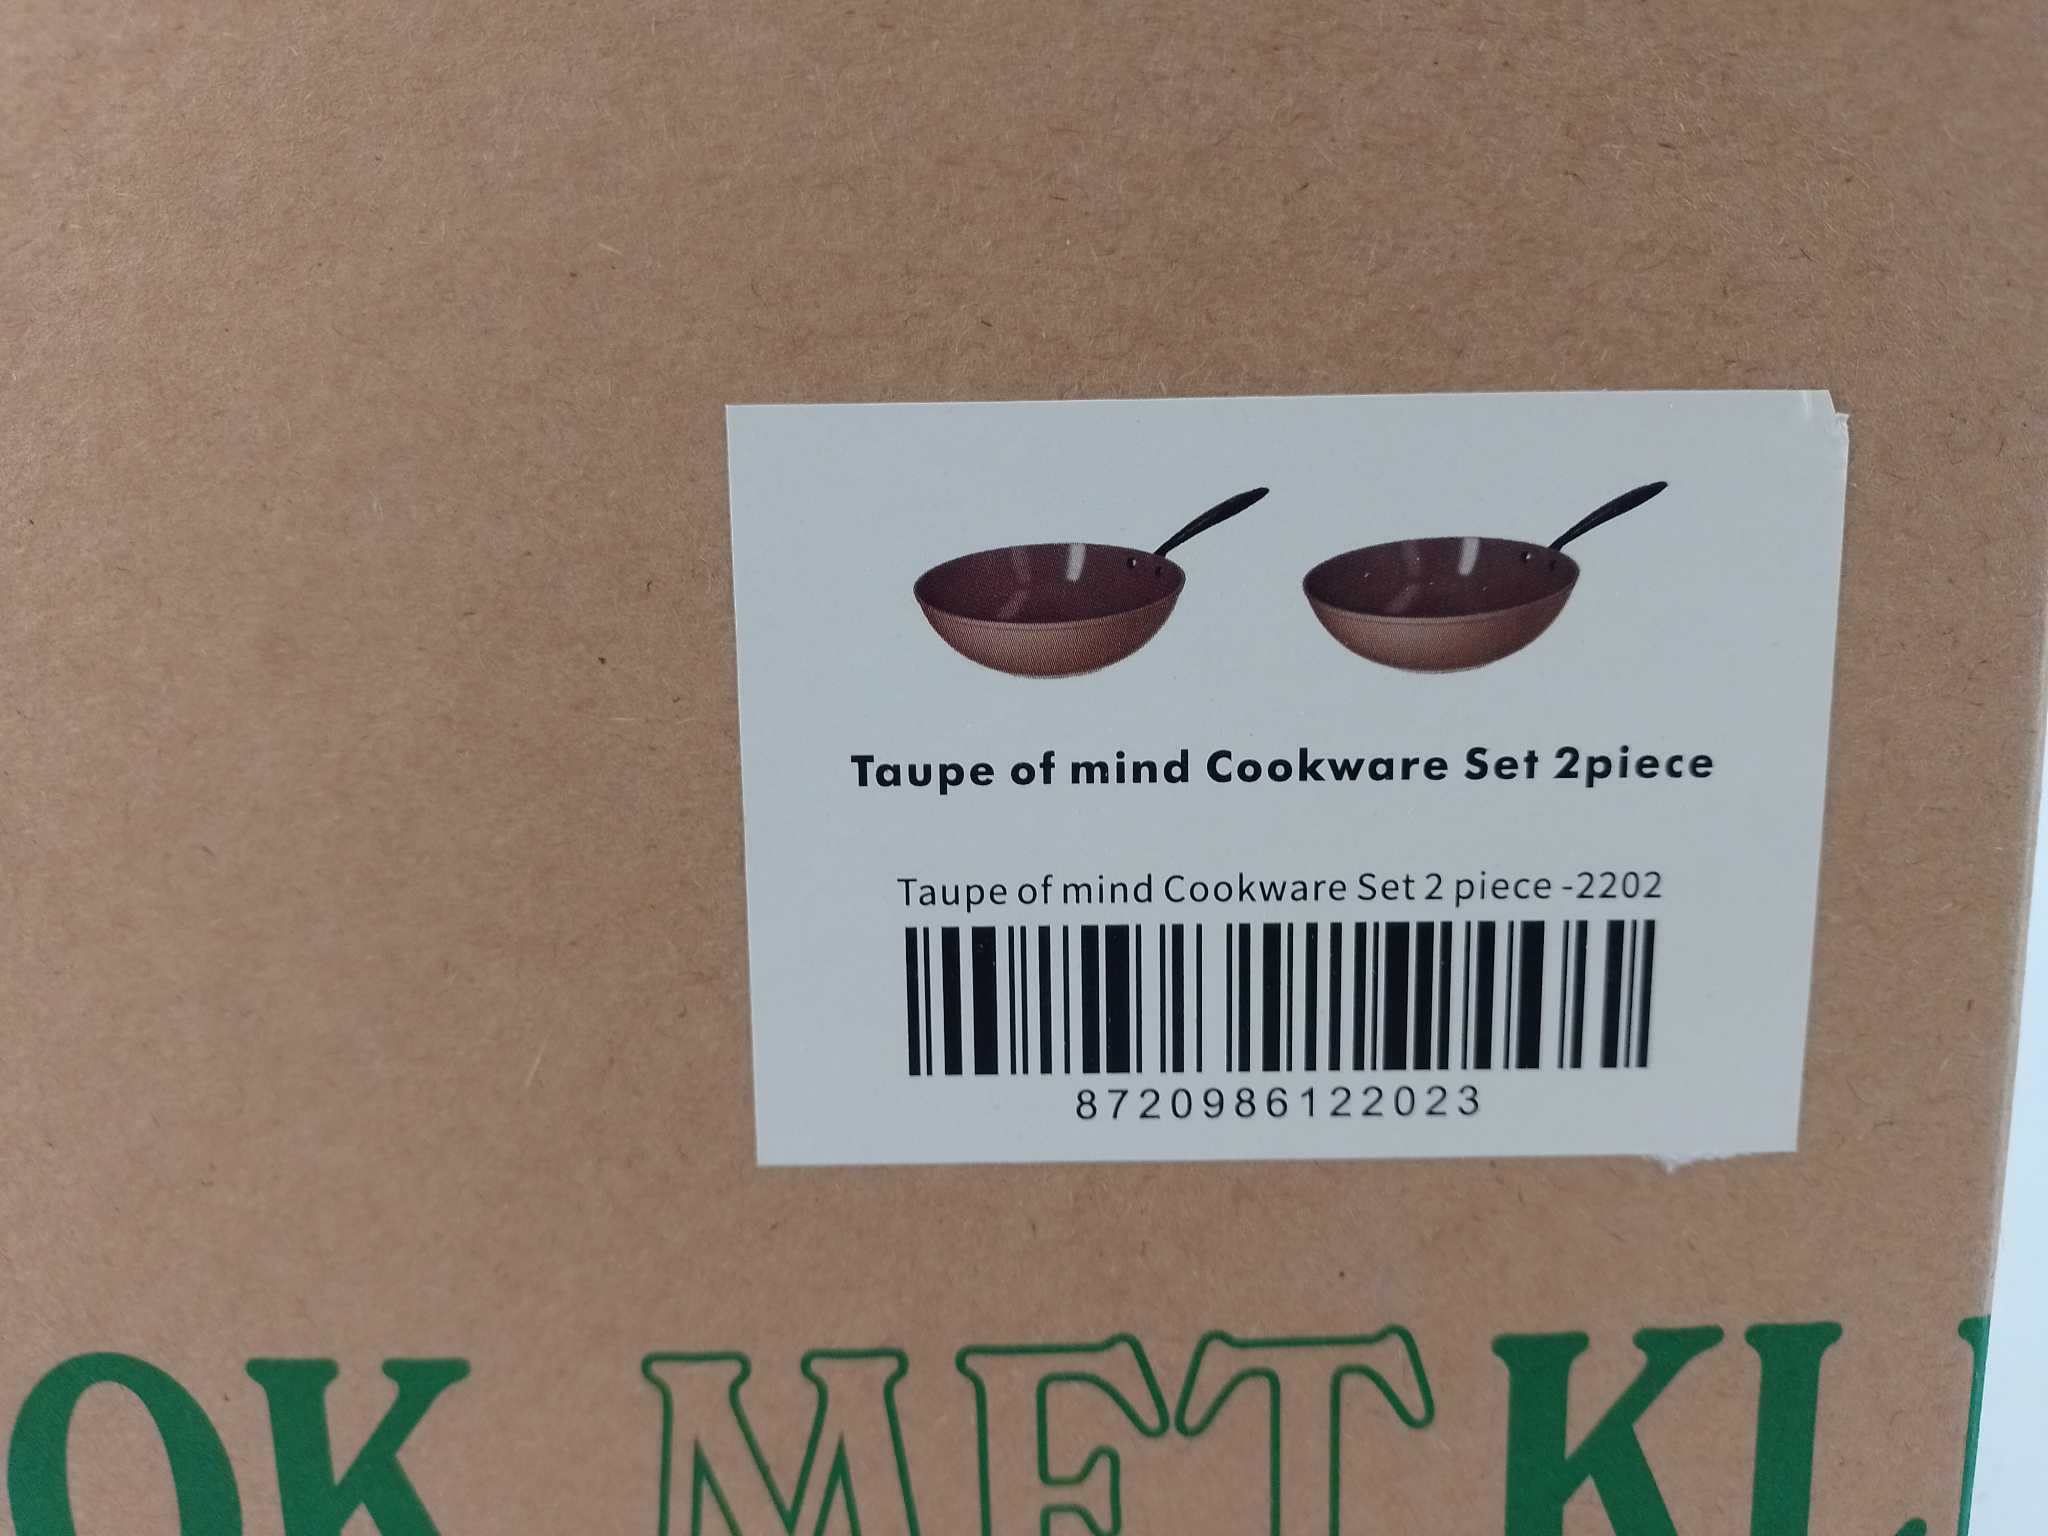 Taupe of mind Cookware Set 2piece
Taupe of mind Cookware Set 2 piece -2202
8720986122023
OK MET KL